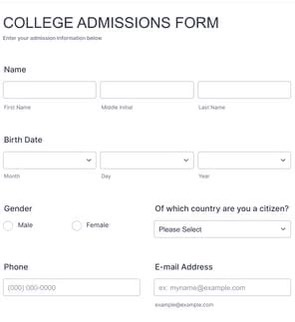 COLLEGE ADMISSIONS FORM
Enter your admission information below
Name
First Name Middle Initial Last Name
Birth Date
Month Day Year
Gender Of which country are you a citizen?
Male Female Please Select
Phone E-mail Address
(000) 000-0000 ex: myname@example.com
example@example.com